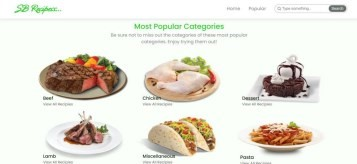 SB Recipes...
Home
Popular
Type something...
Search
Most Popular Categories
Be sure not to miss out the categories of these most popular
categories. Enjoy trying them out!
Beef
View All Recipes
Chicken
View All Recipes
Dessert
View All Recipes
Lamb
View All Recipes
Miscellaneous
View All Recipes
Pasta
View All Recipes